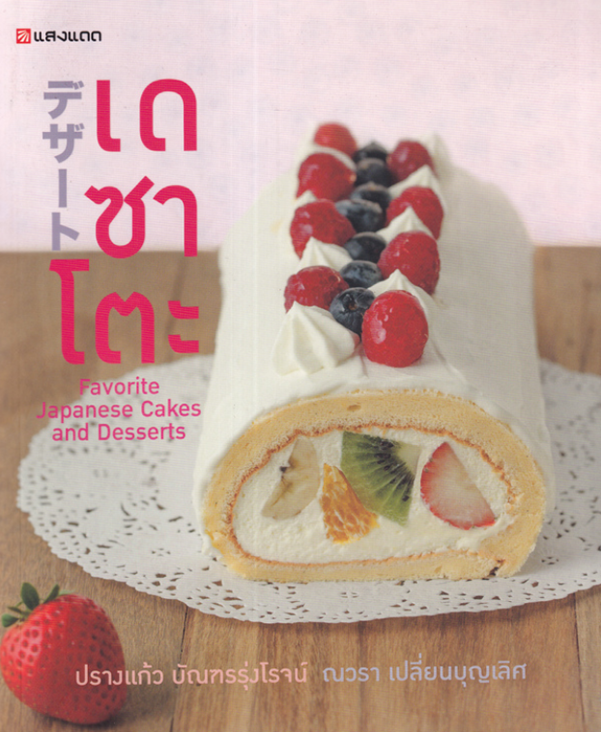 แสงแดด
デザート
เด
ซา
โตะ
Favorite
Japanese Cakes
and Desserts
ปรางแก้ว บัณฑรรุ่งโรจน์ ณวรา เปลี่ยนบุญเลิศ